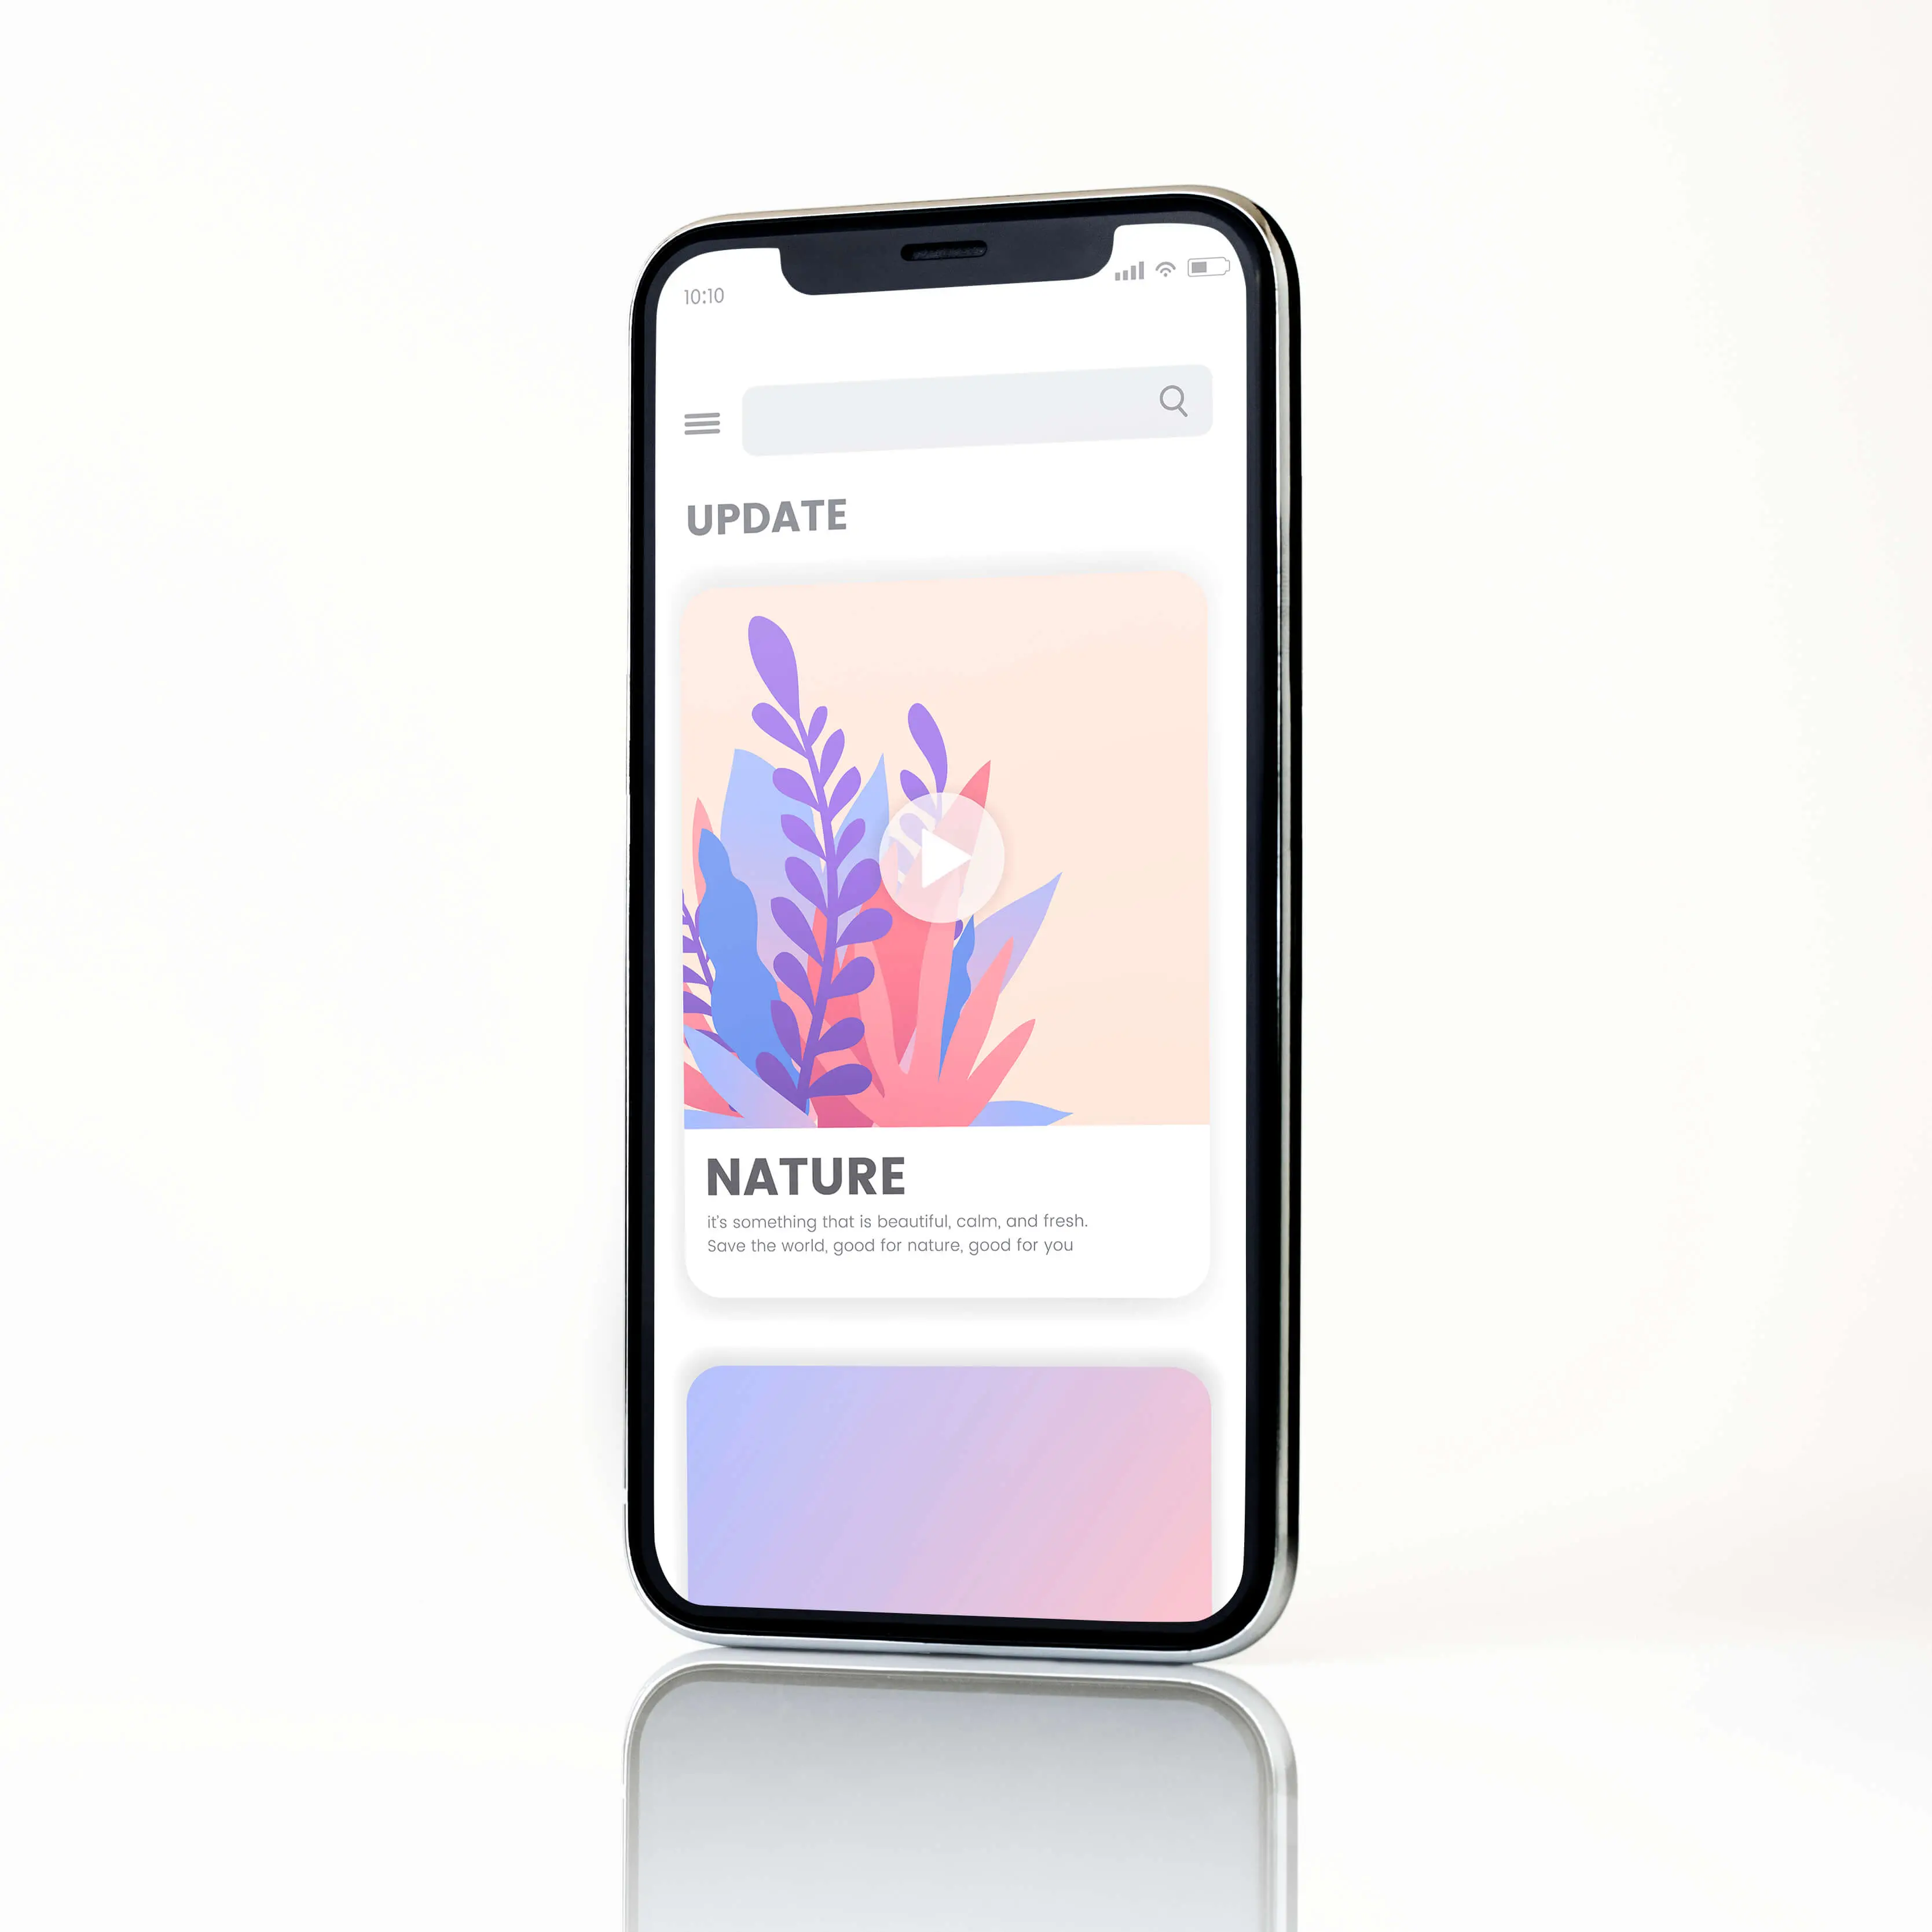 10:10
UPDATE
NATURE
it's something that is beautiful, calm, and fresh.
Save the world, good for nature, good for you